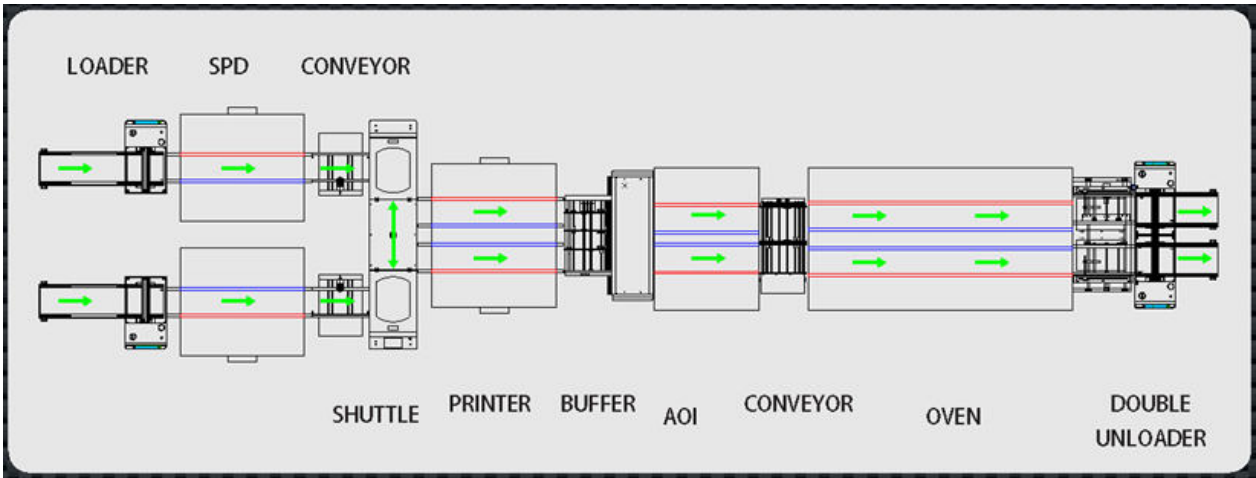 LOADER
SPD
CONVEYOR
SHUTTLE
PRINTER
BUFFER
AOI
CONVEYOR
OVEN
DOUBLE
UNLOADER